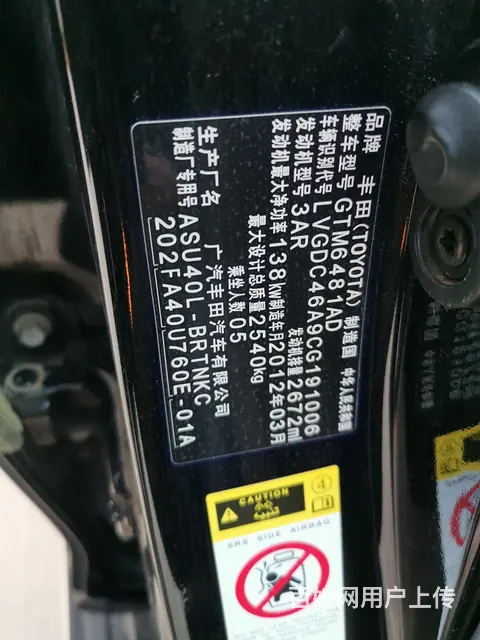 品牌 丰田(TOYOTA) 制造国 中华人民共和国
整车型号 GTM6481AD
车辆识别代号 LVGDC46A9CG191006
发动机型号 3AR 发动机排量 2672ml
发动机最大净功率 138kw 制造年月 2012年03月
最大设计总质量 2540kg
乘坐人数 05
生产厂名 广汽丰田汽车有限公司
制造厂专用号 ASU40L-BRTNKC
202FA40U760E-01A
CAUTION
4
SRS SIDE AIRBAG
网用户上传